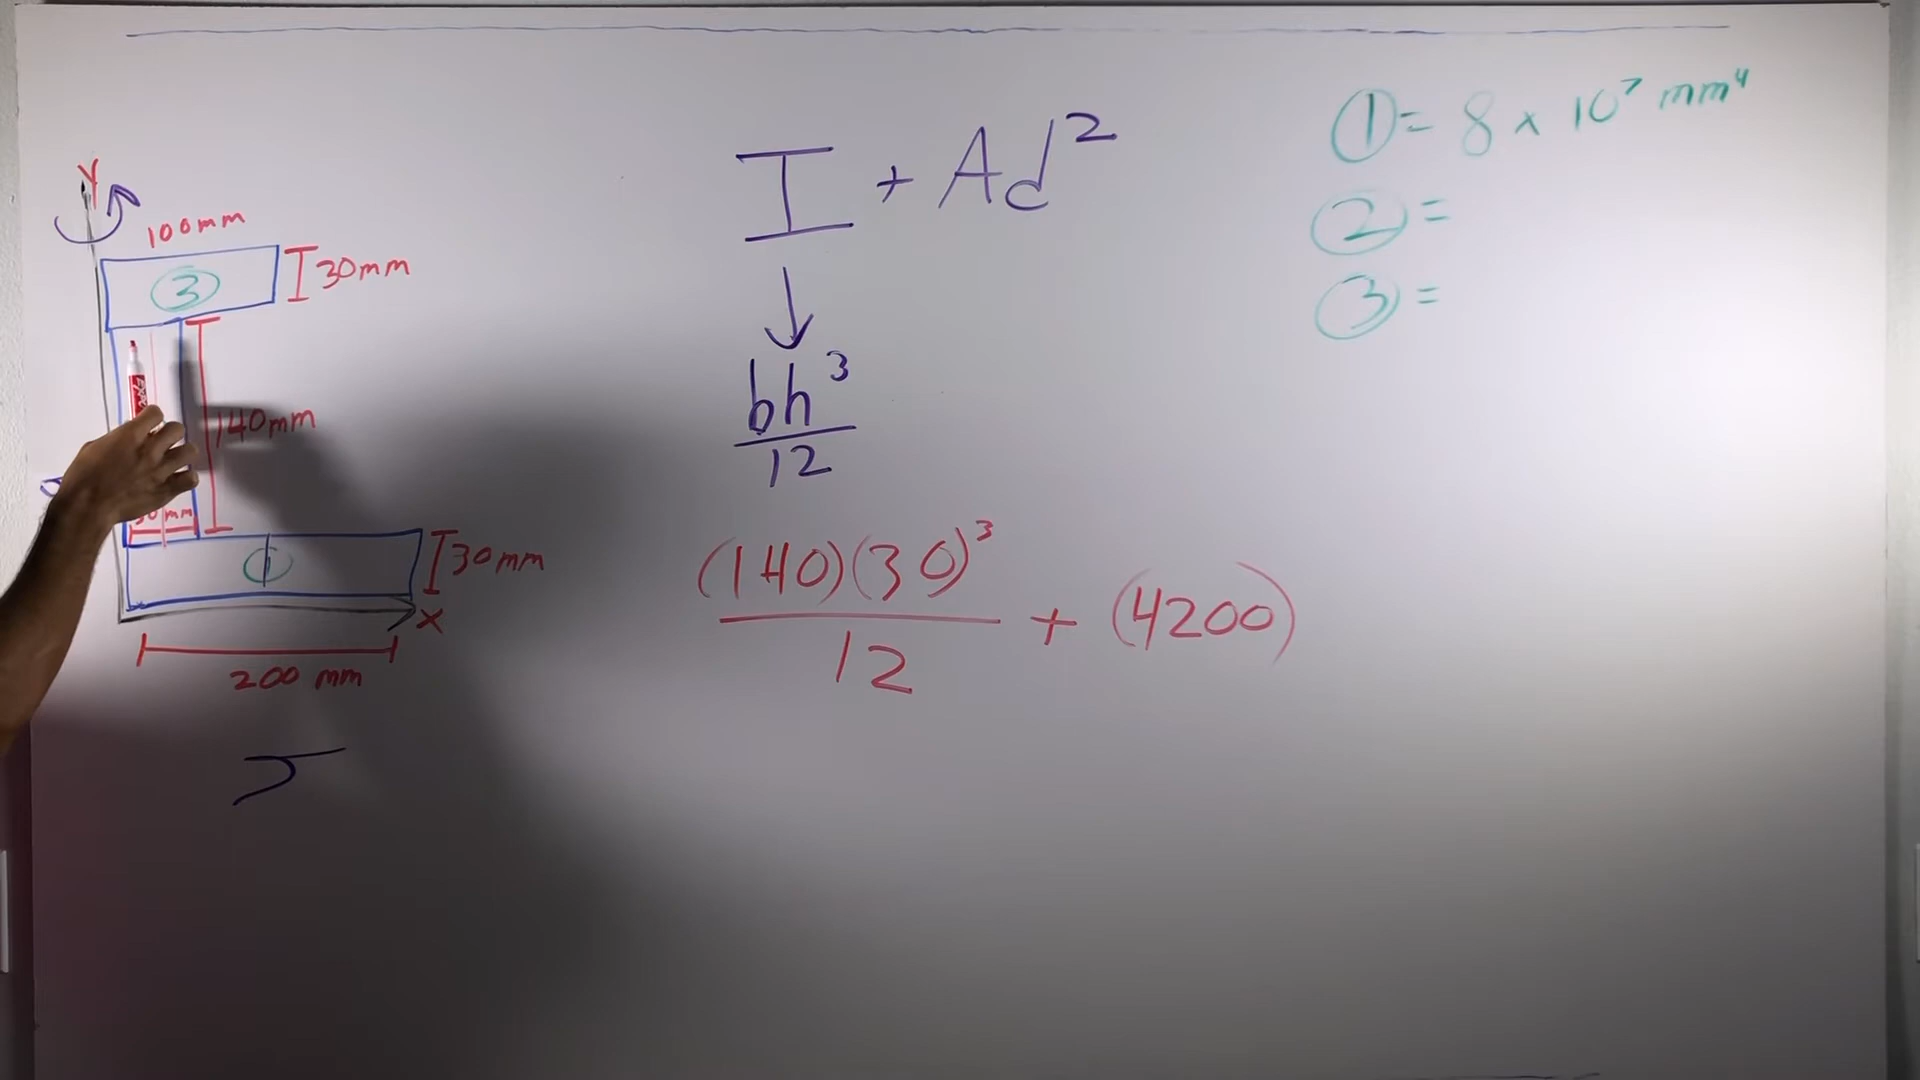 Y
100mm
③
30mm
140mm
30mm
①
30mm
x
200 mm
I + Ad²
bh³
12
(140)(30)³
12
+ (4200)
① = 8 x 10⁷ mm⁴
② =
③ =